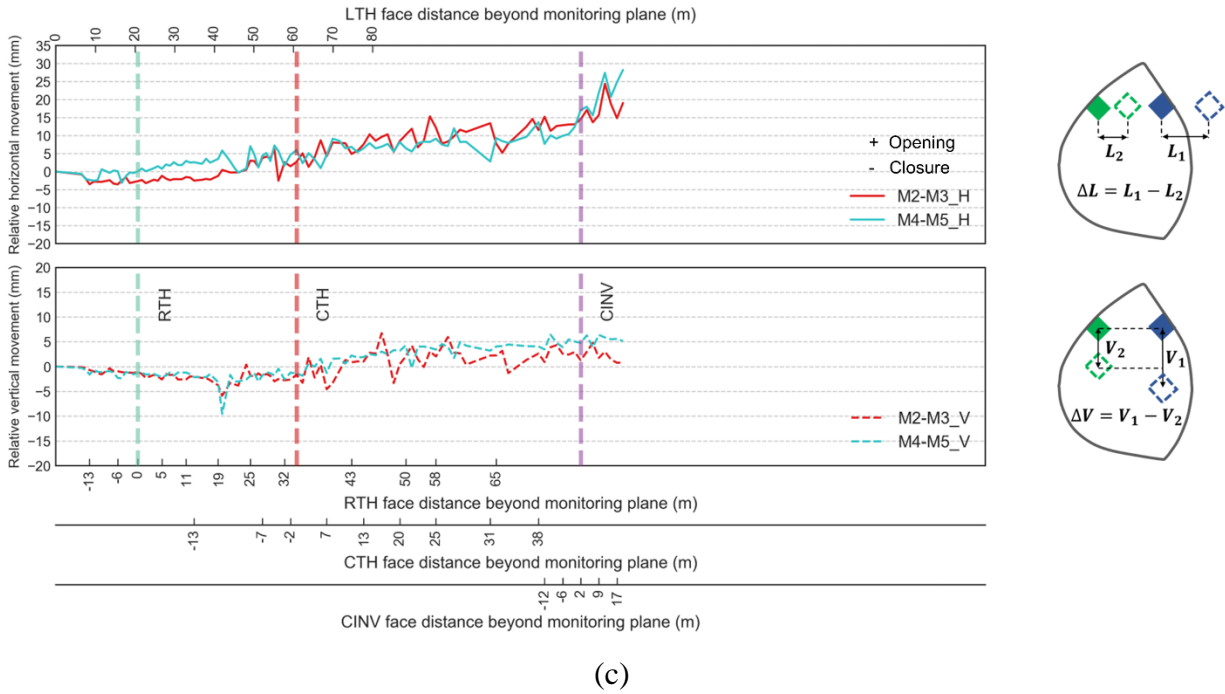 LTH face distance beyond monitoring plane (m)
0 10 20 30 40 50 60 70 80
Relative horizontal movement (mm)
35
30
25
20
15
10
5
0
−5
−10
−15
−20
+ Opening
- Closure
M2-M3_H
M4-M5_H
L₂ L₁
ΔL = L₁ − L₂
Relative vertical movement (mm)
20
15
10
5
0
−5
−10
−15
−20
RTH
CTH
CINV
M2-M3_V
M4-M5_V
V₂ V₁
ΔV = V₁ − V₂
-13 -6 0 5 11 19 25 32 43 50 58 65
RTH face distance beyond monitoring plane (m)
-13 -7 -2 7 13 20 25 31 38
CTH face distance beyond monitoring plane (m)
-12 -6 2 9 17
CINV face distance beyond monitoring plane (m)
(c)